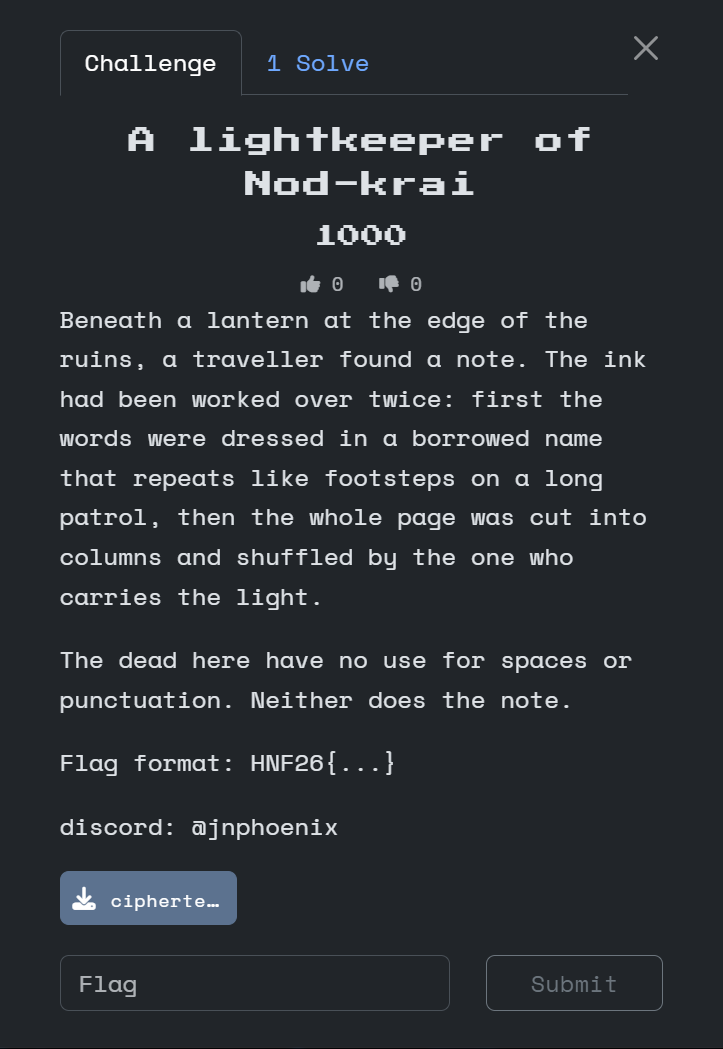 Challenge
1 Solve
A lightkeeper of
Nod-krai
1000
0 0
Beneath a lantern at the edge of the
ruins, a traveller found a note. The ink
had been worked over twice: first the
words were dressed in a borrowed name
that repeats like footsteps on a long
patrol, then the whole page was cut into
columns and shuffled by the one who
carries the light.
The dead here have no use for spaces or
punctuation. Neither does the note.
Flag format: HNF26{...}
discord: @jnphoenix
cipherte…
Flag
Submit